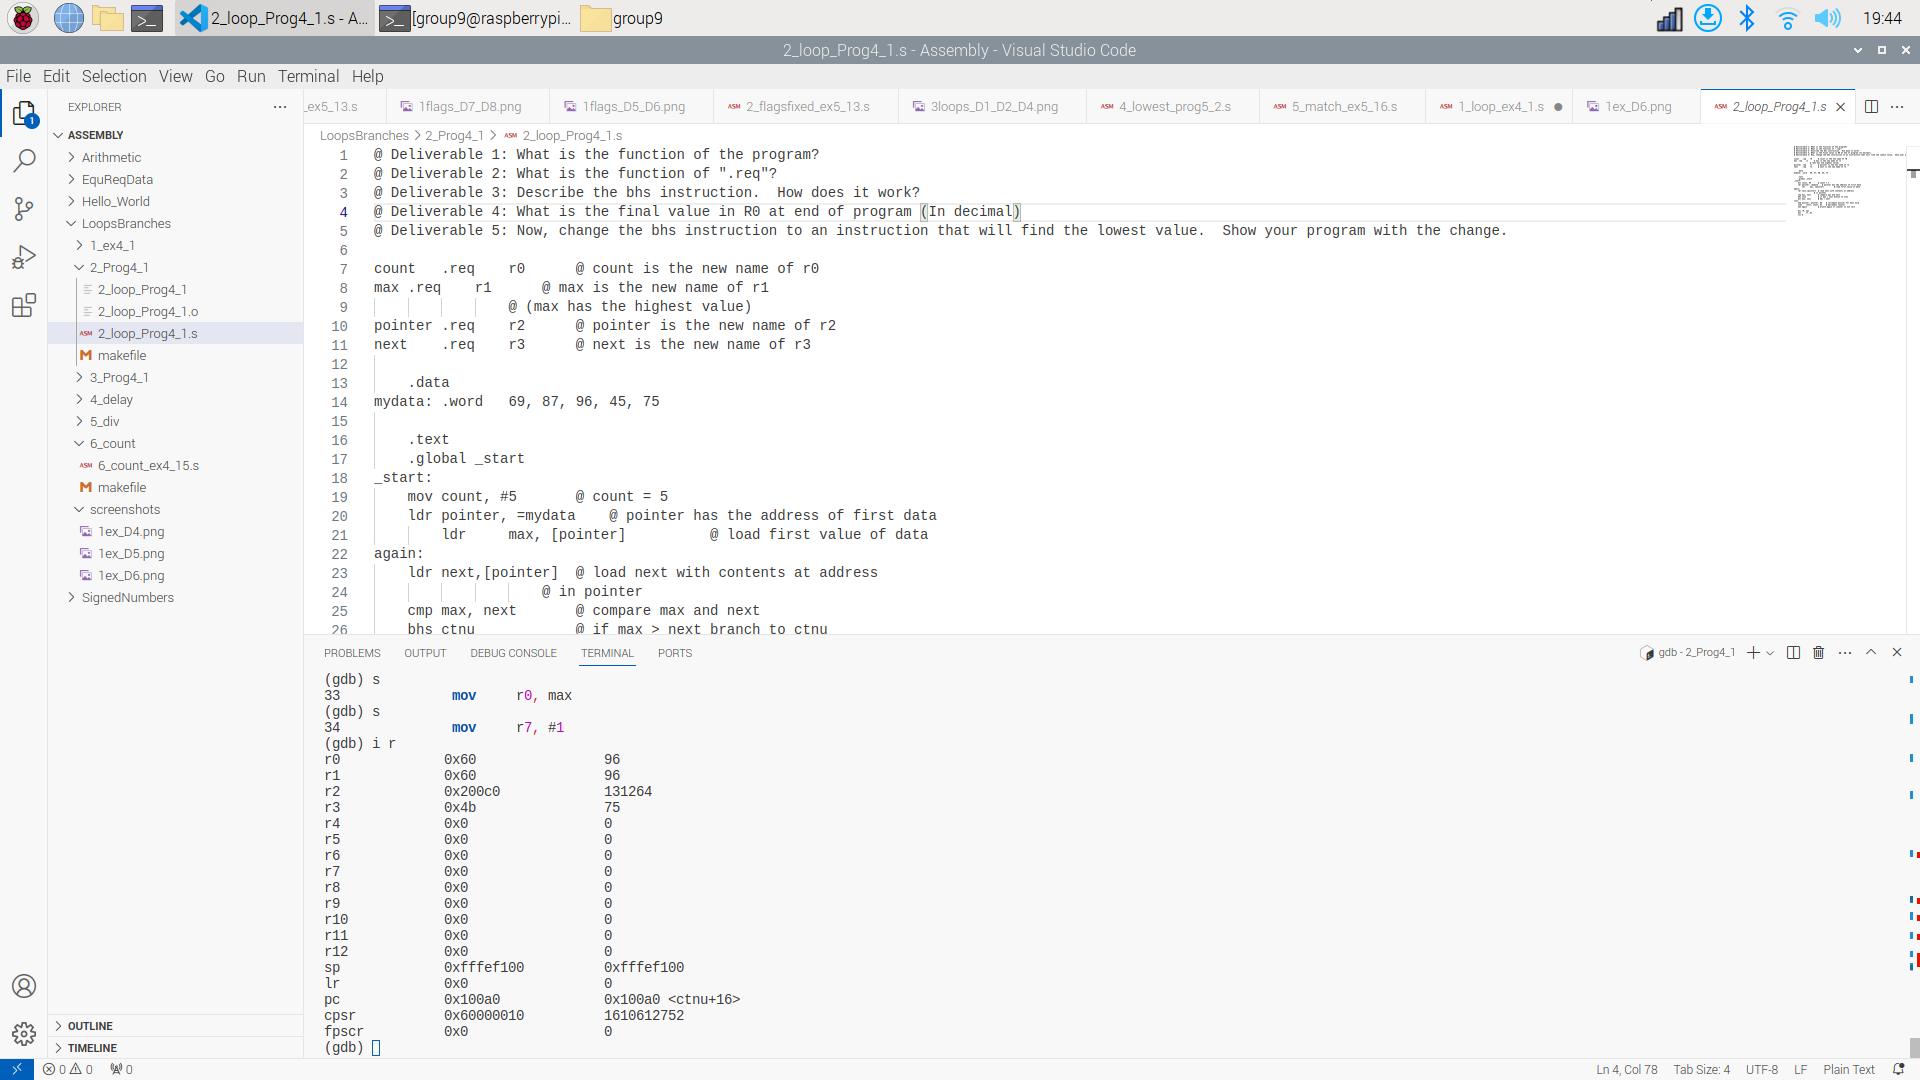 2_loop_Prog4_1.s - A...
[group9@raspberrypi...
group9
19:44
2_loop_Prog4_1.s - Assembly - Visual Studio Code
File Edit Selection View Go Run Terminal Help
EXPLORER
_ex5_13.s
1flags_D7_D8.png
1flags_D5_D6.png
2_flagsfixed_ex5_13.s
3loops_D1_D2_D4.png
4_lowest_prog5_2.s
5_match_ex5_16.s
1_loop_ex4_1.s
1ex_D6.png
2_loop_Prog4_1.s
LoopsBranches > 2_Prog4_1 > ASM 2_loop_Prog4_1.s
1
ASSEMBLY
Arithmetic
EquReqData
Hello_World
LoopsBranches
1_ex4_1
2_Prog4_1
2_loop_Prog4_1
2_loop_Prog4_1.o
ASM 2_loop_Prog4_1.s
M makefile
3_Prog4_1
4_delay
5_div
6_count
ASM 6_count_ex4_15.s
M makefile
screenshots
1ex_D4.png
1ex_D5.png
1ex_D6.png
SignedNumbers
OUTLINE
TIMELINE
1 @ Deliverable 1: What is the function of the program?
2 @ Deliverable 2: What is the function of ".req"?
3 @ Deliverable 3: Describe the bhs instruction.  How does it work?
4 @ Deliverable 4: What is the final value in R0 at end of program (In decimal)
5 @ Deliverable 5: Now, change the bhs instruction to an instruction that will find the lowest value.  Show your program with the change.
6
7 count   .req    r0      @ count is the new name of r0
8 max .req    r1      @ max is the new name of r1
9                 @ (max has the highest value)
10 pointer .req    r2      @ pointer is the new name of r2
11 next    .req    r3      @ next is the new name of r3
12
13     .data
14 mydata: .word   69, 87, 96, 45, 75
15
16     .text
17     .global _start
18 _start:
19     mov count, #5       @ count = 5
20     ldr pointer, =mydata    @ pointer has the address of first data
21         ldr     max, [pointer]          @ load first value of data
22 again:
23     ldr next,[pointer]  @ load next with contents at address
24                     @ in pointer
25     cmp max, next       @ compare max and next
26     bhs ctnu            @ if max > next branch to ctnu
PROBLEMS OUTPUT DEBUG CONSOLE TERMINAL PORTS
gdb - 2_Prog4_1
(gdb) s
33              mov     r0, max
(gdb) s
34              mov     r7, #1
(gdb) i r
r0             0x60                96
r1             0x60                96
r2             0x200c0             131264
r3             0x4b                75
r4             0x0                 0
r5             0x0                 0
r6             0x0                 0
r7             0x0                 0
r8             0x0                 0
r9             0x0                 0
r10            0x0                 0
r11            0x0                 0
r12            0x0                 0
sp             0xfffef100          0xfffef100
lr             0x0                 0
pc             0x100a0             0x100a0 <ctnu+16>
cpsr           0x60000010          1610612752
fpscr          0x0                 0
(gdb)
0 0 0
Ln 4, Col 78 Tab Size: 4 UTF-8 LF Plain Text